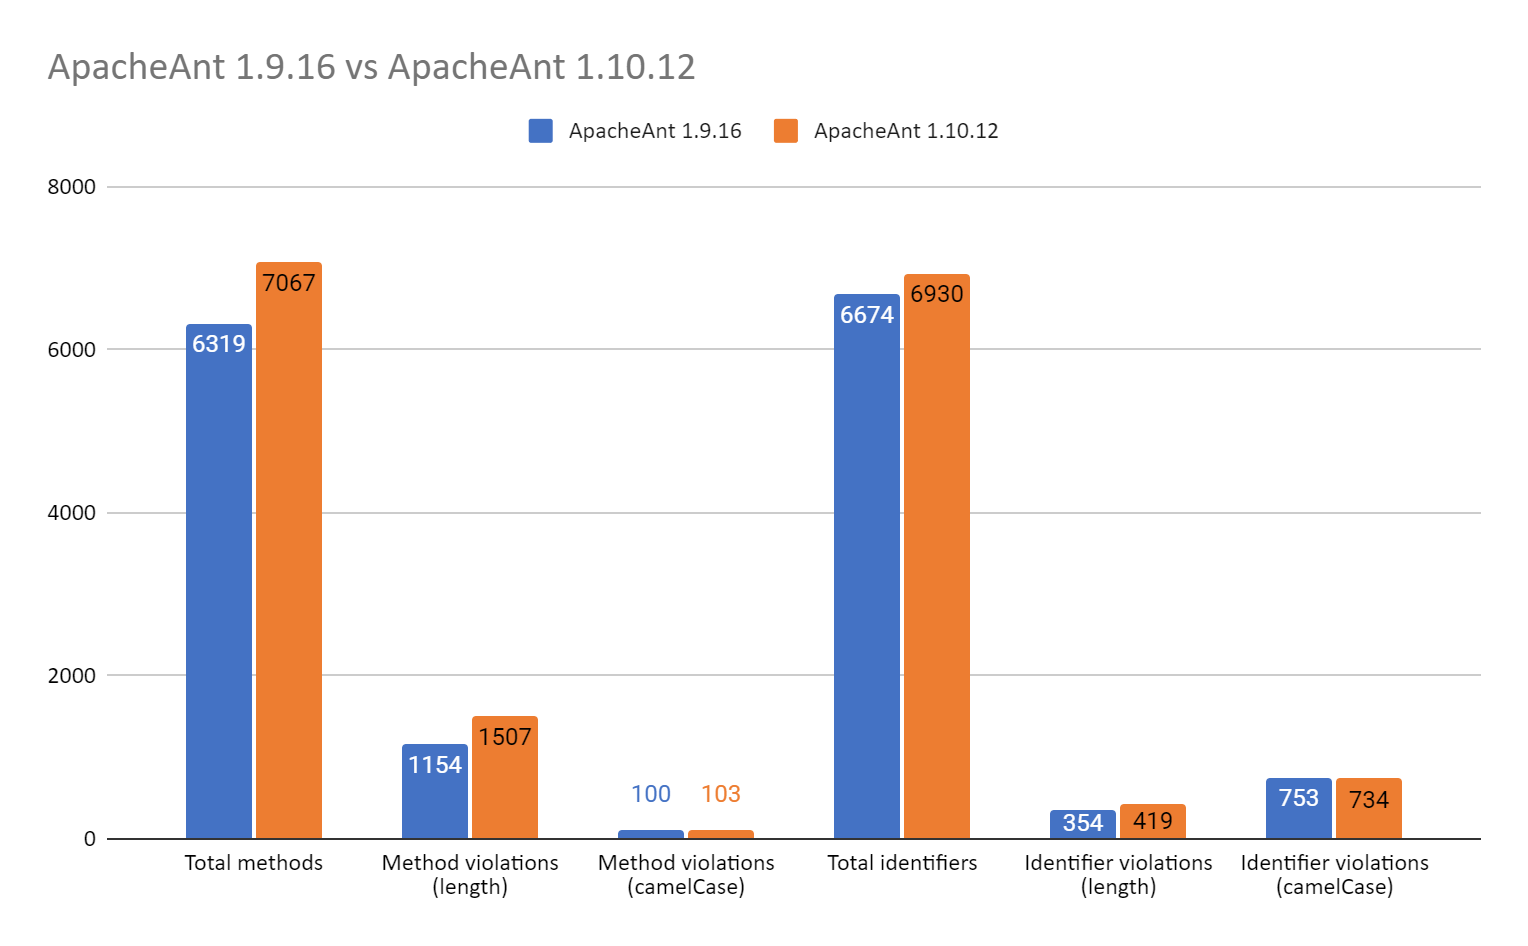 ApacheAnt 1.9.16 vs ApacheAnt 1.10.12
ApacheAnt 1.9.16
ApacheAnt 1.10.12
8000
6000
4000
2000
0
6319
7067
1154
1507
100
103
6674
6930
354
419
753
734
Total methods
Method violations
(length)
Method violations
(camelCase)
Total identifiers
Identifier violations
(length)
Identifier violations
(camelCase)